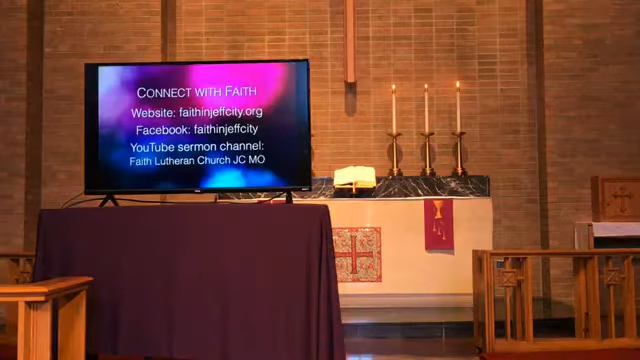 CONNECT WITH FAITH
Website: faithinjeffcity.org
Facebook: faithinjeffcity
YouTube sermon channel:
Faith Lutheran Church JC MO